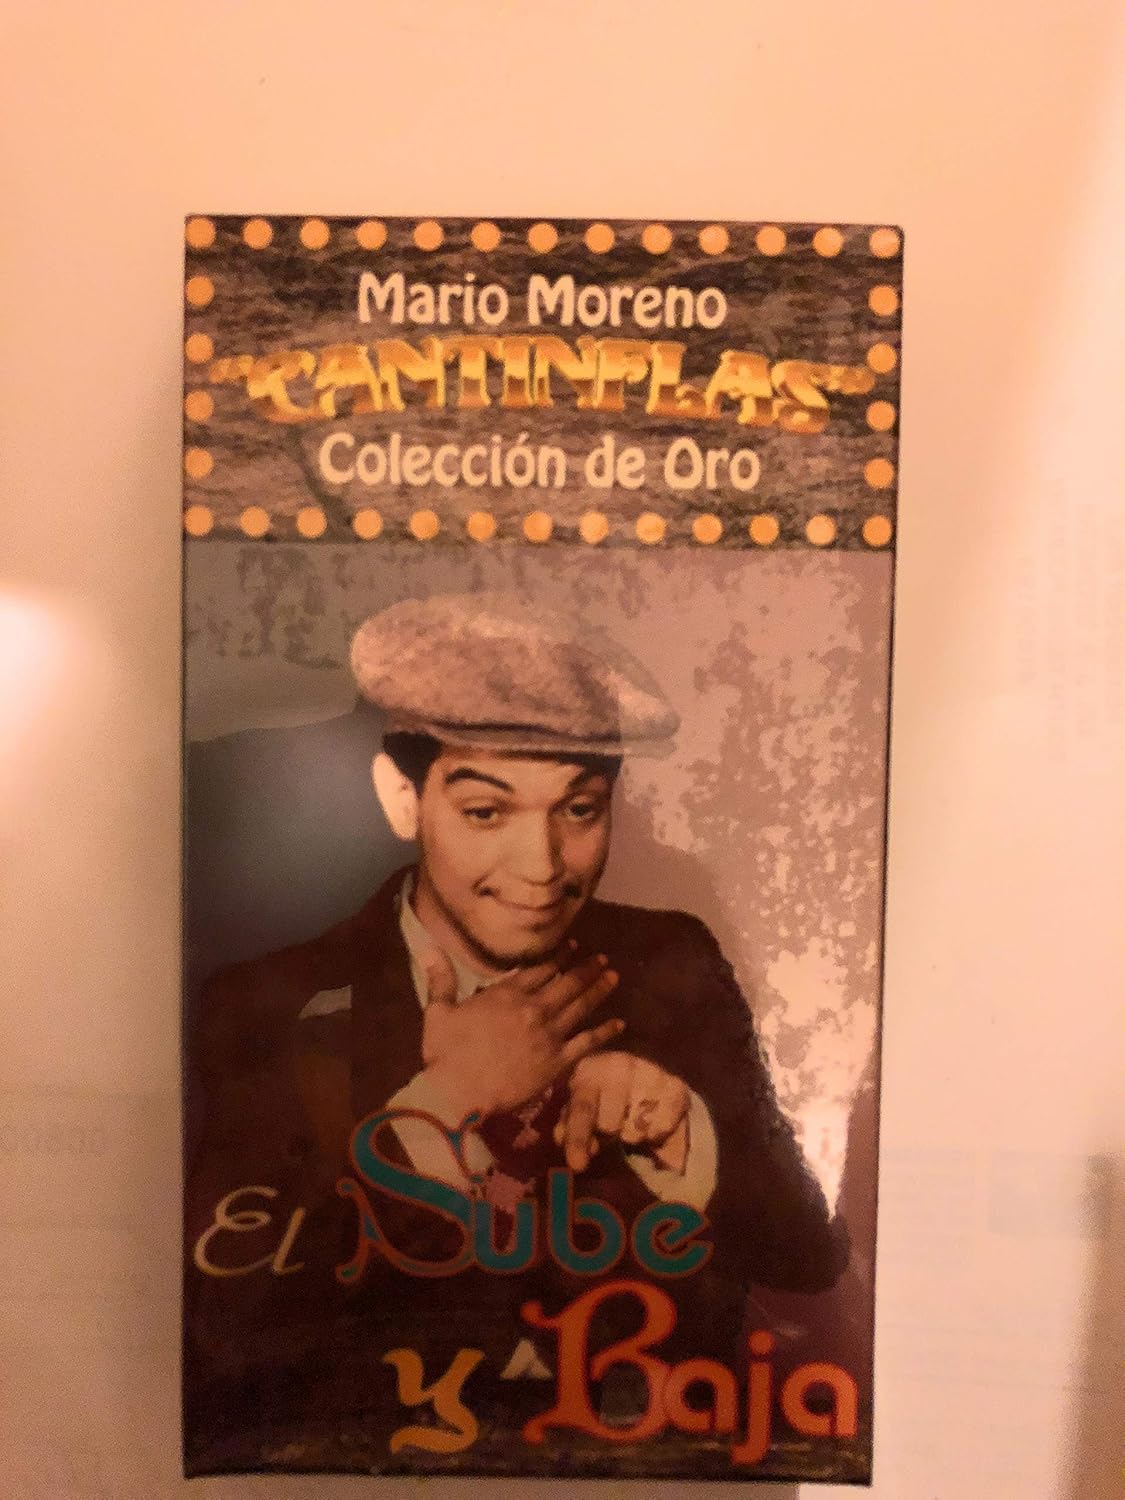 Mario Moreno
"CANTINFLAS"
Colección de Oro
El Sube
y Baja